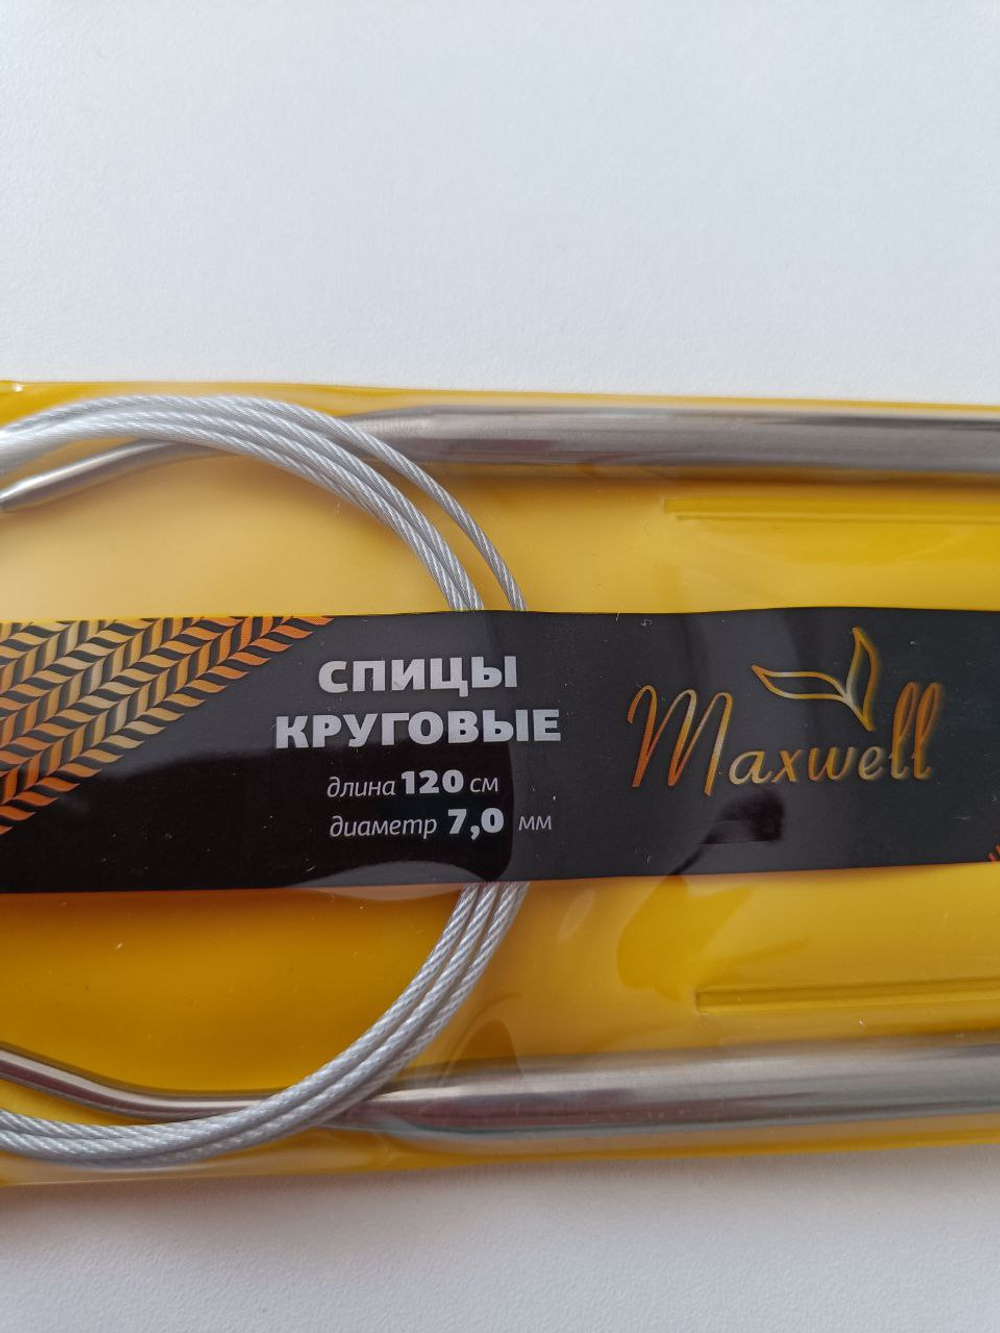 СПИЦЫ
КРУГОВЫЕ
длина 120 см
диаметр 7,0 мм
Maxwell